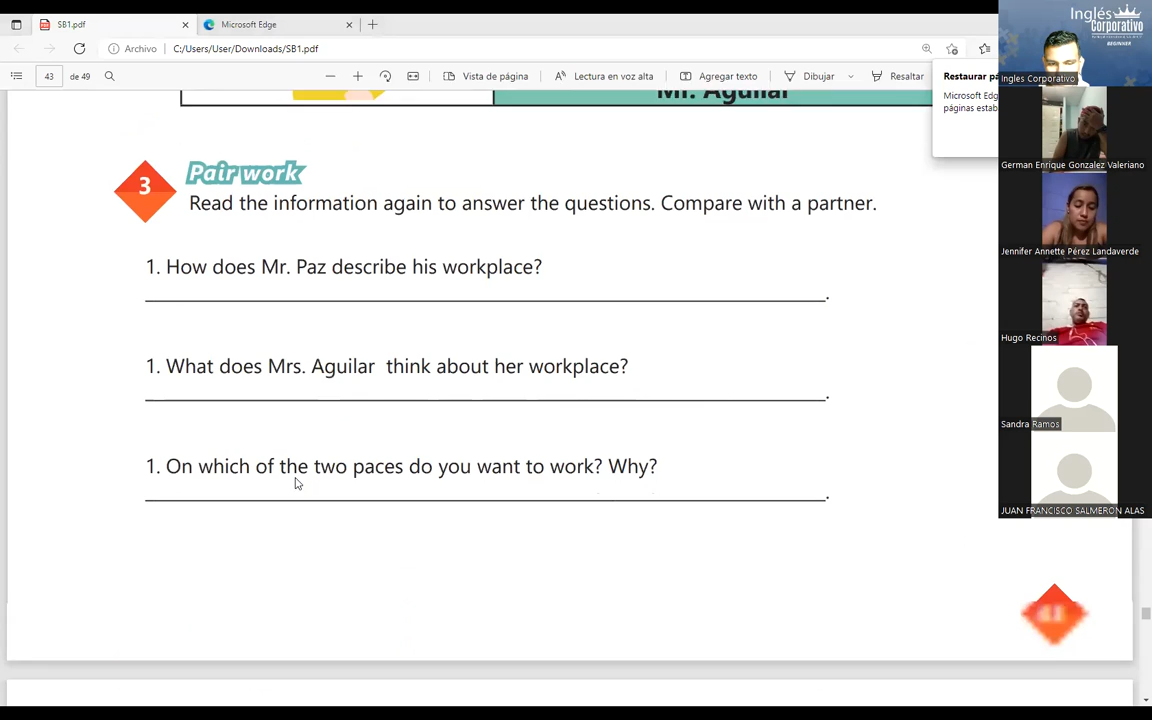 SB1.pdf
Microsoft Edge
Archivo C:/Users/User/Downloads/SB1.pdf
43 de 49 Vista de página Lectura en voz alta Agregar texto Dibujar Resaltar
Restaurar pá
Microsoft Edg
páginas estab
Mr. Aguilar
3 Pair work
Read the information again to answer the questions. Compare with a partner.
1. How does Mr. Paz describe his workplace?
1. What does Mrs. Aguilar think about her workplace?
1. On which of the two paces do you want to work? Why?
Inglés
Corporativo
BEGINNER
Ingles Corporativo
German Enrique Gonzalez Valeriano
Jennifer Annette Pérez Landaverde
Hugo Recinos
Sandra Ramos
JUAN FRANCISCO SALMERON ALAS